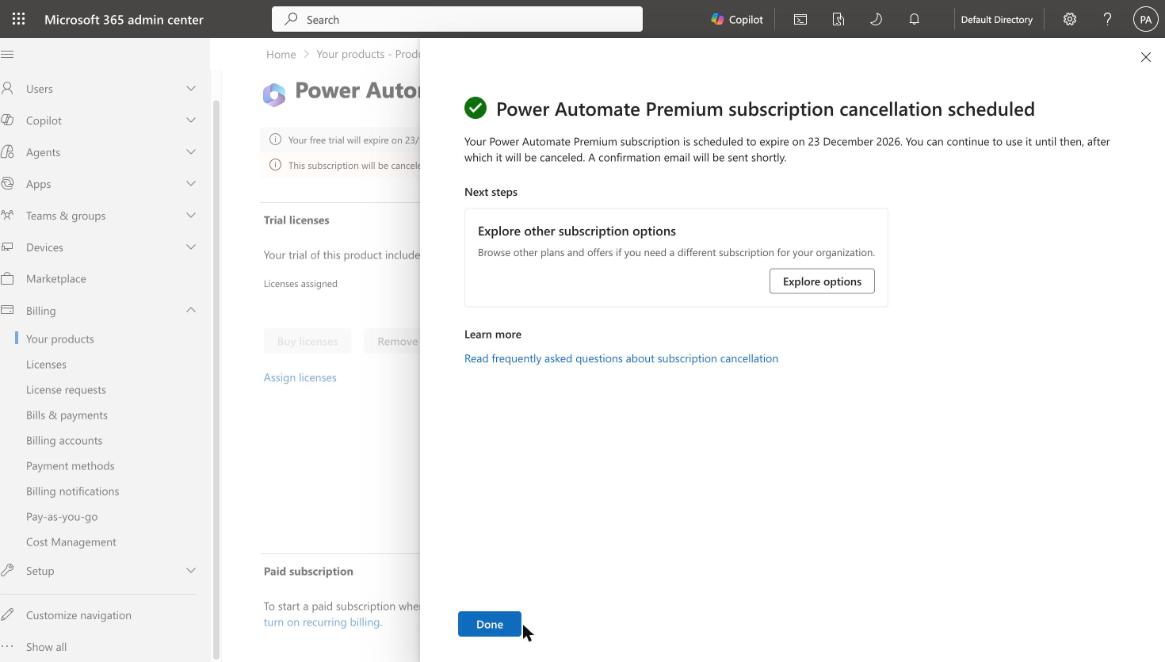 Microsoft 365 admin center
Search
Copilot
Default Directory
PA
Users
Copilot
Agents
Apps
Teams & groups
Devices
Marketplace
Billing
Your products
Licenses
License requests
Bills & payments
Billing accounts
Payment methods
Billing notifications
Pay-as-you-go
Cost Management
Setup
Customize navigation
Show all
Home > Your products - Produ
Power Auto
Your free trial will expire on 23/
This subscription will be cancele
Trial licenses
Your trial of this product include
Licenses assigned
Buy licenses
Remove
Assign licenses
Paid subscription
To start a paid subscription whe
turn on recurring billing.
Power Automate Premium subscription cancellation scheduled
Your Power Automate Premium subscription is scheduled to expire on 23 December 2026. You can continue to use it until then, after
which it will be canceled. A confirmation email will be sent shortly.
Next steps
Explore other subscription options
Browse other plans and offers if you need a different subscription for your organization.
Explore options
Learn more
Read frequently asked questions about subscription cancellation
Done